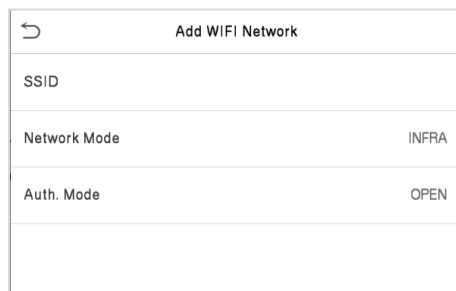 Add WIFI Network
SSID
Network Mode INFRA
Auth. Mode OPEN